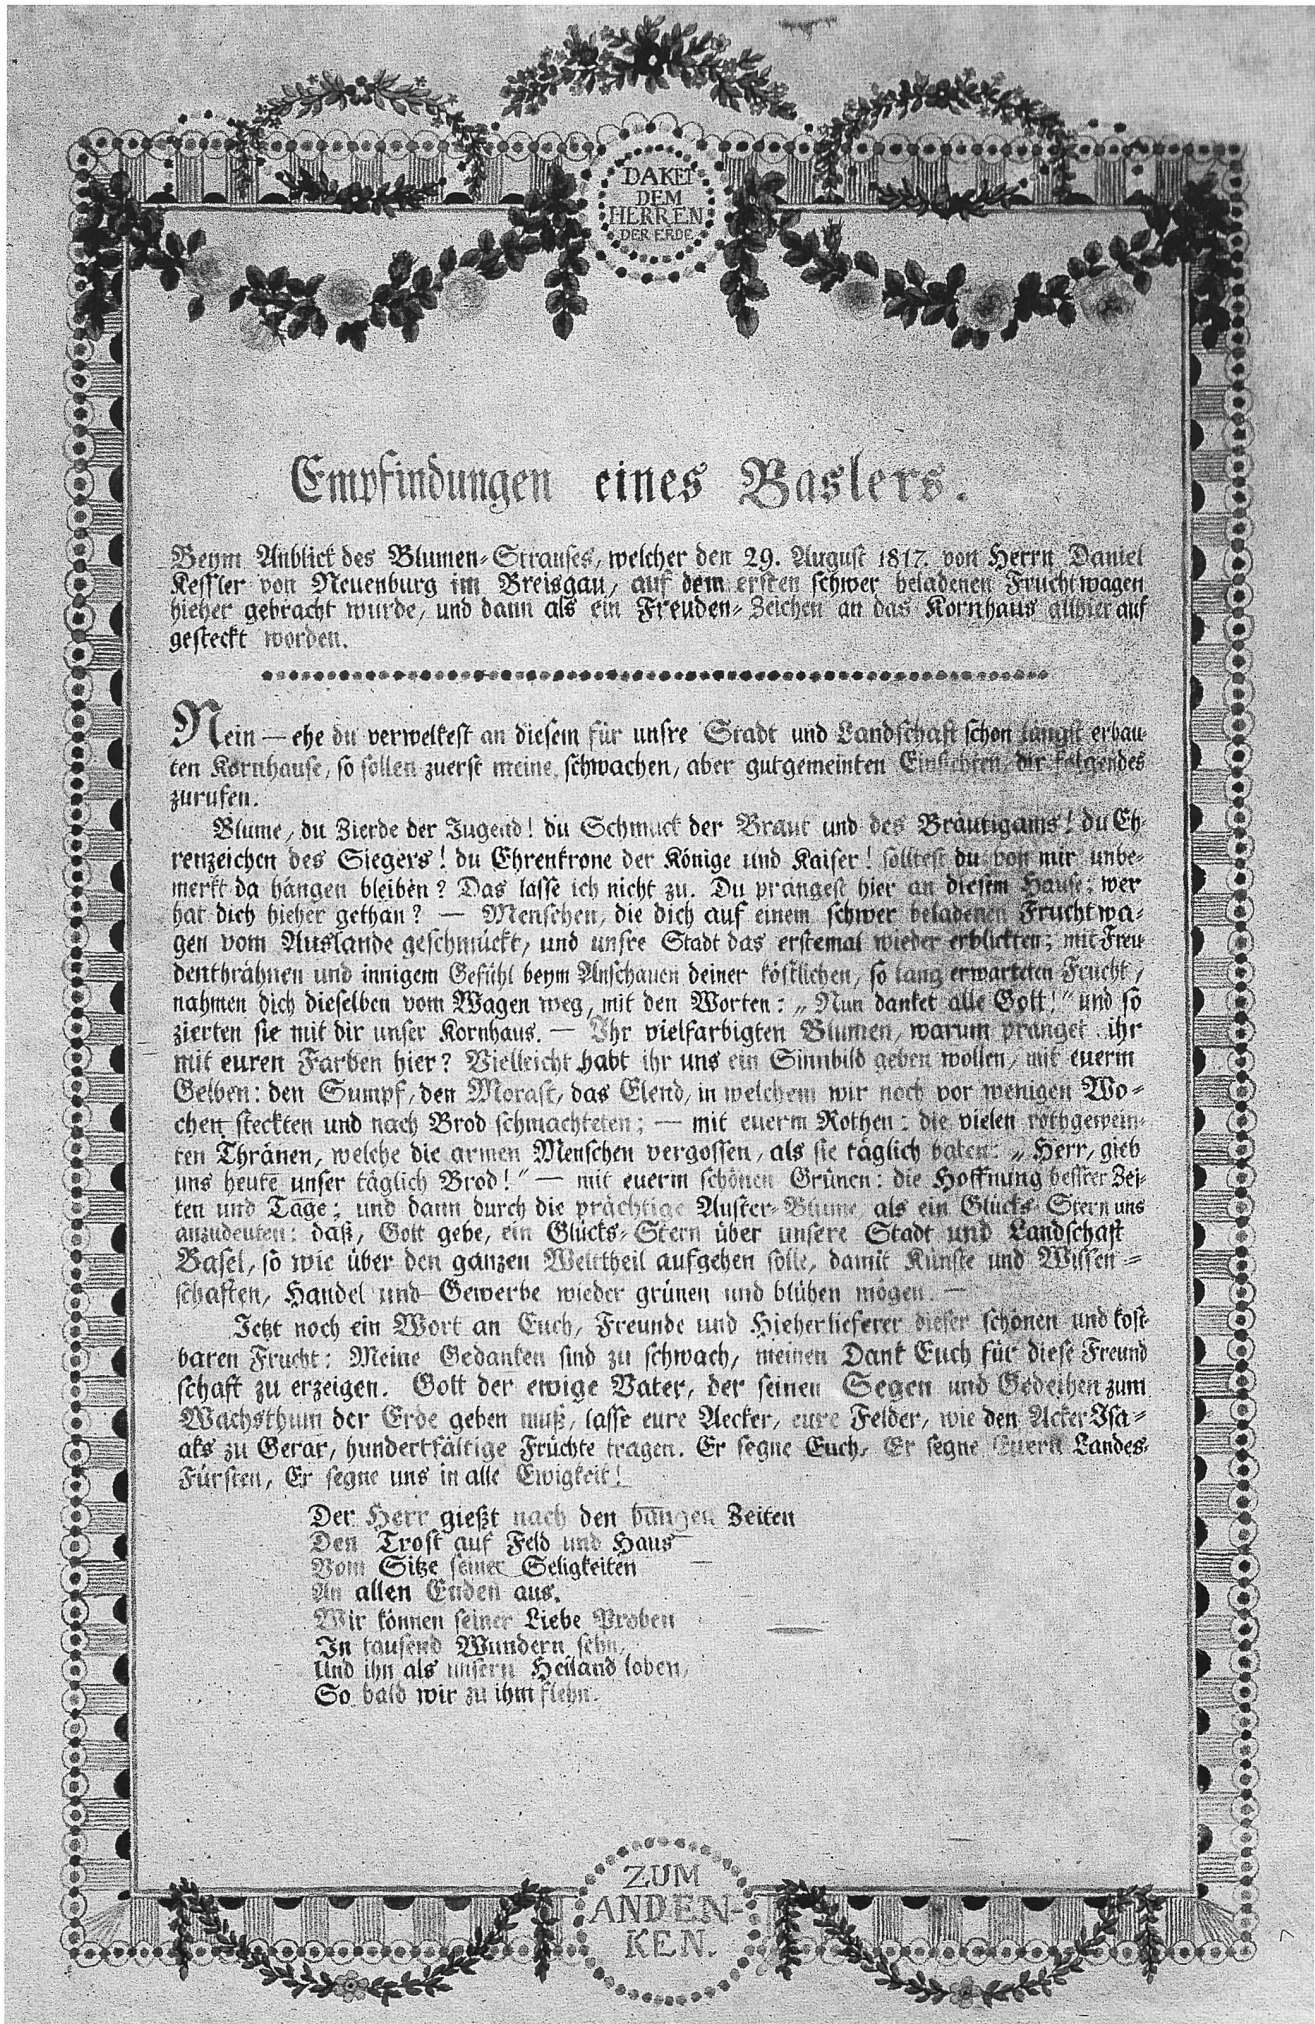 DAKET
DEM
HERREN
DER ERDE
Empfindungen eines Baslers.
Beym Anblick des Blumen-Strauses, welcher den 29. August 1817. von Herrn Daniel
Kessler von Neuenburg im Breisgau, auf dem ersten schwer beladenen Fruchtwagen
hieher gebracht wurde, und dann als ein Freuden-Zeichen an das Kornhaus allhier auf
gesteckt worden.
Nein — ehe du verwelkest an diesem für unsre Stadt und Landschaft schon längst erbau-
ten Kornhause, so sollen zuerst meine schwachen, aber gutgemeinten Einsichten, dir folgendes
zurufen.
Blume, du Zierde der Jugend! du Schmuck der Braut und des Bräutigams! du Eh-
renzeichen des Siegers! du Ehrenkrone der Könige und Kaiser! solltest du von mir unbe-
merkt da hängen bleiben? Das lasse ich nicht zu. Du prangest hier an diesem Hause; wer
hat dich hieher gethan? — Menschen, die dich auf einem schwer beladenen Fruchtwa-
gen vom Auslande geschmückt, und unsre Stadt das erstemal wieder erblickten; mit Freu
denthrähnen und innigem Gefühl beym Anschauen deiner köstlichen, so lang erwarteten Frucht,
nahmen dich dieselben vom Wagen weg, mit den Worten: „Nun danket alle Gott!“ und so
zierten sie mit dir unser Kornhaus. — Ihr vielfarbigten Blumen, warum pranget ihr
mit euren Farben hier? Vielleicht habt ihr uns ein Sinnbild geben wollen, mit euerm
Gelben: den Sumpf, den Morast, das Elend, in welchem wir noch vor wenigen Wo-
chen steckten und nach Brod schmachteten; — mit euerm Rothen: die vielen rothgewein-
ten Thränen, welche die armen Menschen vergossen, als sie täglich baten: „Herr, gieb
uns heute unser täglich Brod!“ — mit euerm schönen Grünen: die Hoffnung bessrer Zei-
ten und Tage; und dann durch die prächtige Auster-Blume, als ein Glücks-Stern uns
anzudeuten: daß, Gott gebe, ein Glücks-Stern über unsere Stadt und Landschaft
Basel, so wie über den ganzen Welttheil aufgehen solle, damit Künste und Wissen-
schaften, Handel und Gewerbe wieder grünen und blühen mögen. —
Jetzt noch ein Wort an Euch, Freunde und Hieherlieferer dieser schönen und kost-
baren Frucht: Meine Gedanken sind zu schwach, meinen Dank Euch für diese Freund
schaft zu erzeigen. Gott der ewige Vater, der seinen Segen und Gedeihen zum
Wachsthum der Erde geben muß, lasse eure Aecker, eure Felder, wie den Acker Isa-
aks zu Gerar, hundertfältige Früchte tragen. Er segne Euch, Er segne Euern Landes-
Fürsten, Er segne uns in alle Ewigkeit!
Der Herr gießt nach den bangen Zeiten
Den Trost auf Feld und Haus
Vom Sitze seiner Seligkeiten
An allen Enden aus.
Wir können seiner Liebe Proben
In tausend Wundern sehn,
Und ihn als unsern Heiland loben,
So bald wir zu ihm flehn.
ZUM
ANDEN-
KEN.